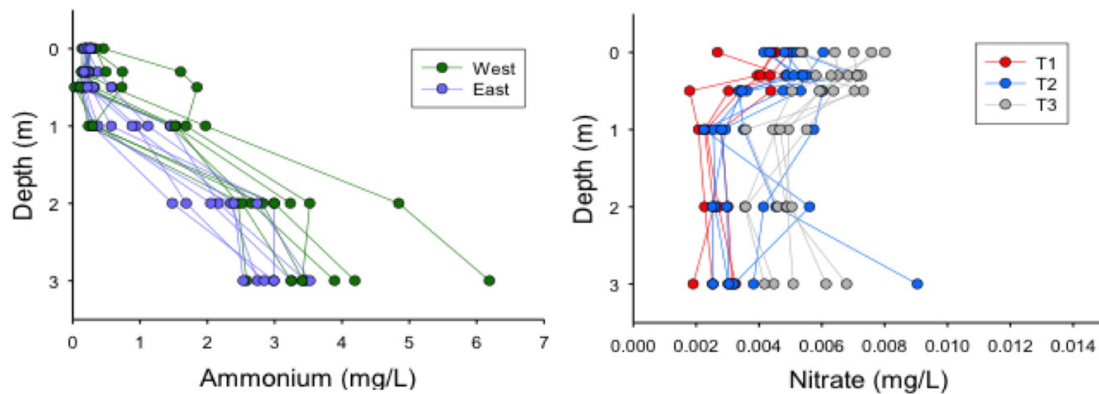 0
1
2
3
Depth (m)
0 1 2 3 4 5 6 7
Ammonium (mg/L)
West
East
0
1
2
3
Depth (m)
0.000 0.002 0.004 0.006 0.008 0.010 0.012 0.014
Nitrate (mg/L)
T1
T2
T3